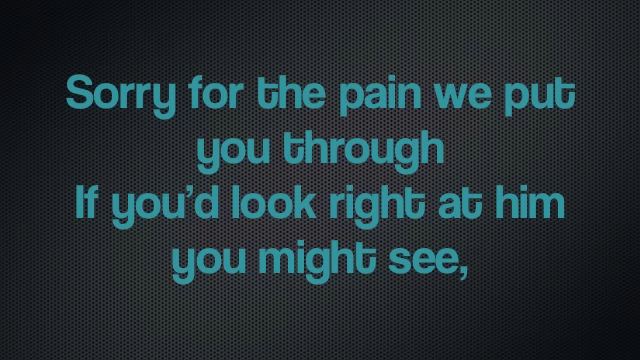 Sorry for the pain we put
you through
If you’d look right at him
you might see,